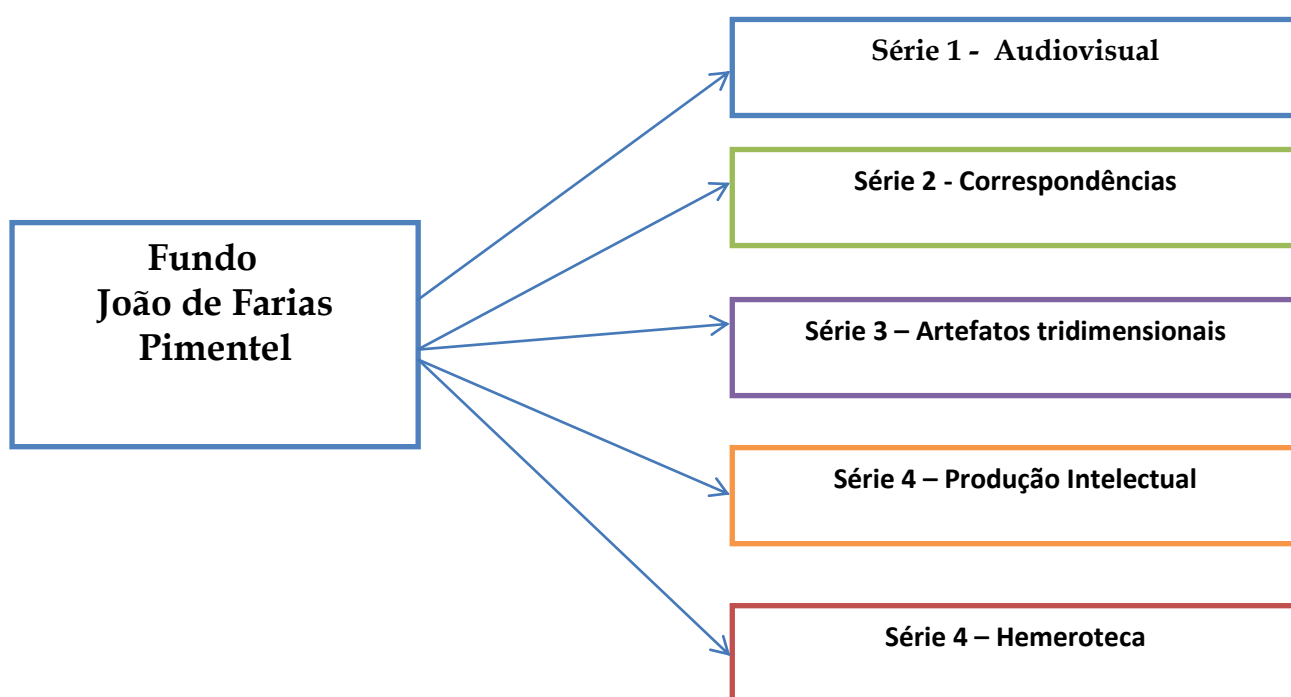 Fundo
João de Farias
Pimentel
Série 1 - Audiovisual
Série 2 - Correspondências
Série 3 – Artefatos tridimensionais
Série 4 – Produção Intelectual
Série 4 – Hemeroteca